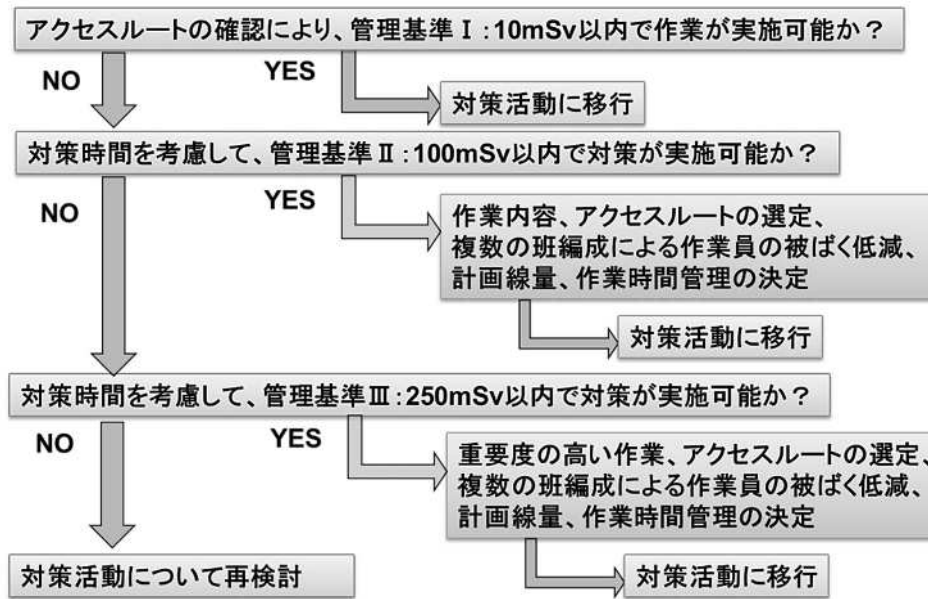 アクセスルートの確認により、管理基準Ⅰ：10mSv以内で作業が実施可能か？
NO
YES
対策活動に移行
対策時間を考慮して、管理基準Ⅱ：100mSv以内で対策が実施可能か？
NO
YES
作業内容、アクセスルートの選定、
複数の班編成による作業員の被ばく低減、
計画線量、作業時間管理の決定
対策活動に移行
対策時間を考慮して、管理基準Ⅲ：250mSv以内で対策が実施可能か？
NO
YES
重要度の高い作業、アクセスルートの選定、
複数の班編成による作業員の被ばく低減、
計画線量、作業時間管理の決定
対策活動について再検討
対策活動に移行